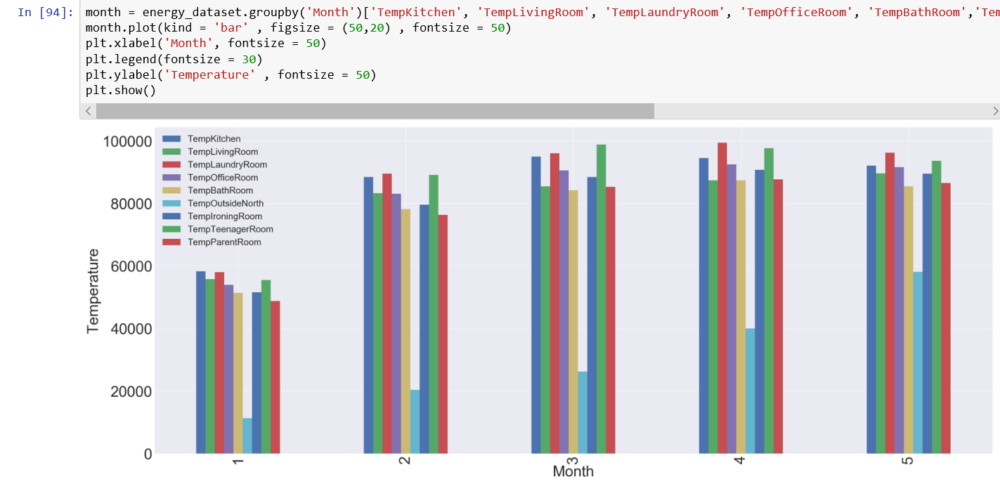 In [94]: month = energy_dataset.groupby('Month')['TempKitchen', 'TempLivingRoom', 'TempLaundryRoom', 'TempOfficeRoom', 'TempBathRoom','Tem
month.plot(kind = 'bar' , figsize = (50,20) , fontsize = 50)
plt.xlabel('Month', fontsize = 50)
plt.legend(fontsize = 30)
plt.ylabel('Temperature' , fontsize = 50)
plt.show()
TempKitchen
TempLivingRoom
TempLaundryRoom
TempOfficeRoom
TempBathRoom
TempOutsideNorth
TempIroningRoom
TempTeenagerRoom
TempParentRoom
100000
80000
60000
40000
20000
0
Temperature
1 2 3 4 5
Month